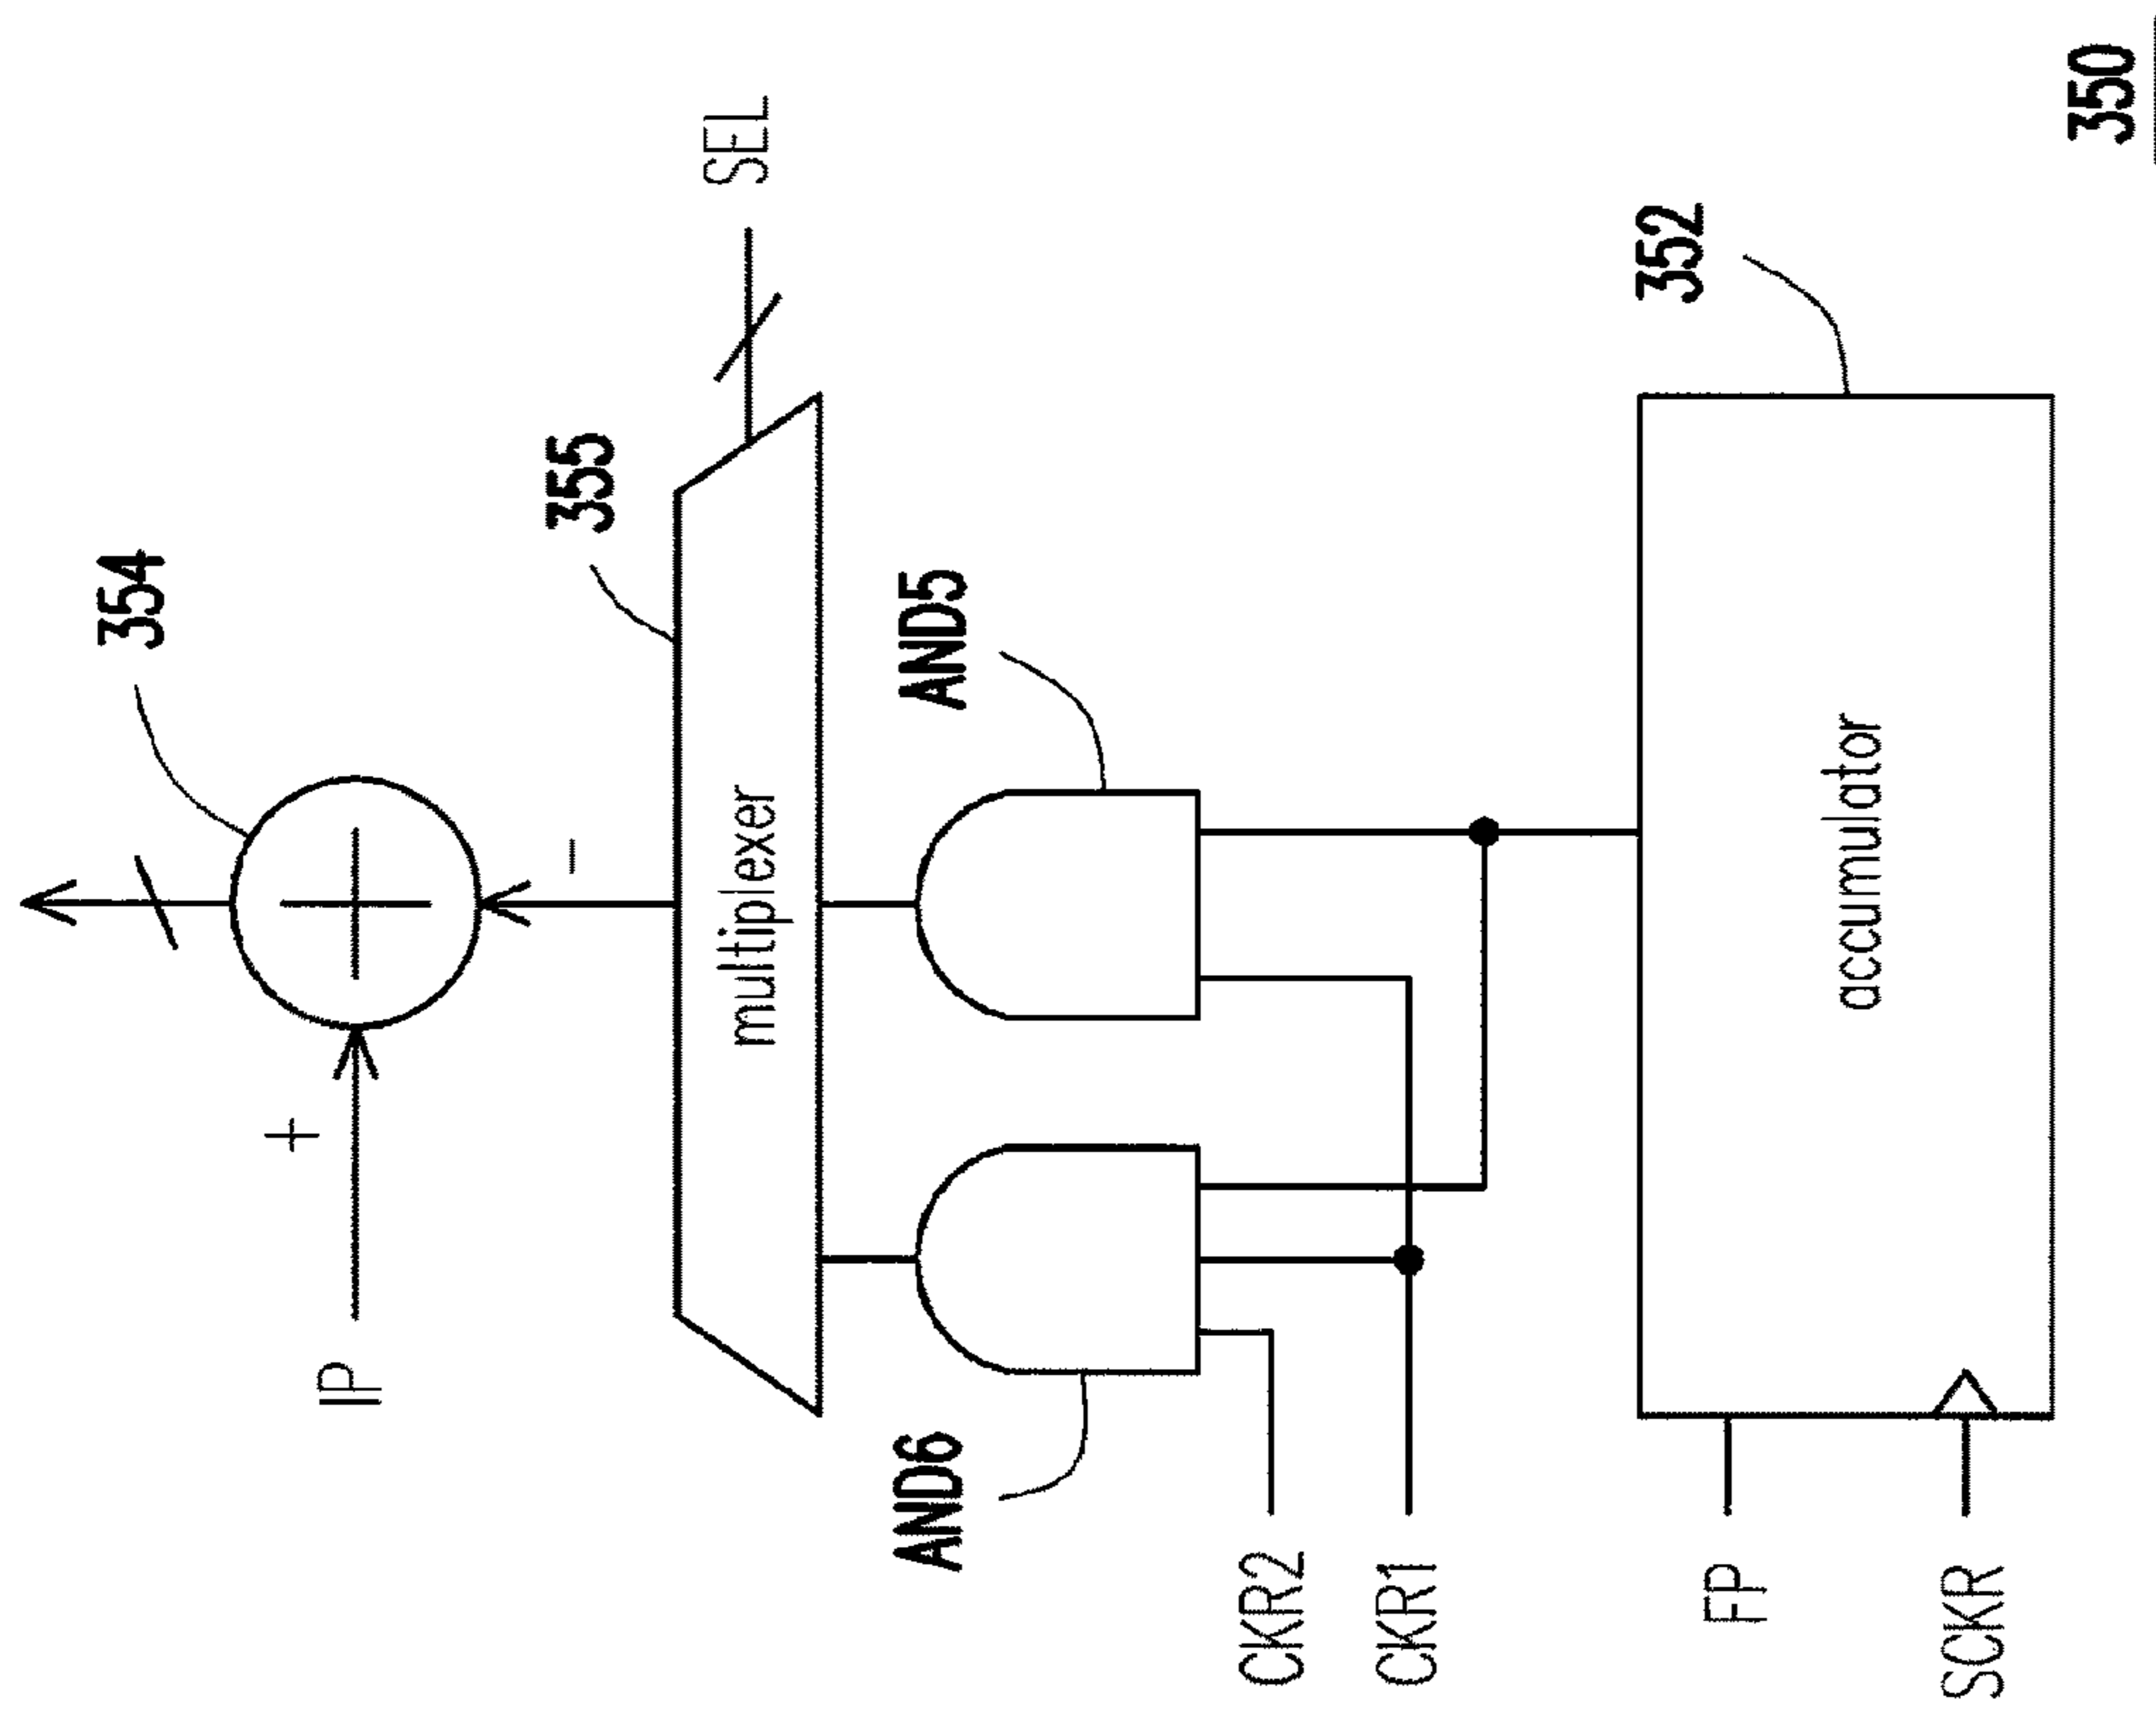 354
355
SEL
+
−
IP
multiplexer
AND5
AND6
352
CKR2
CKR1
accumulator
FP
SCKR
350